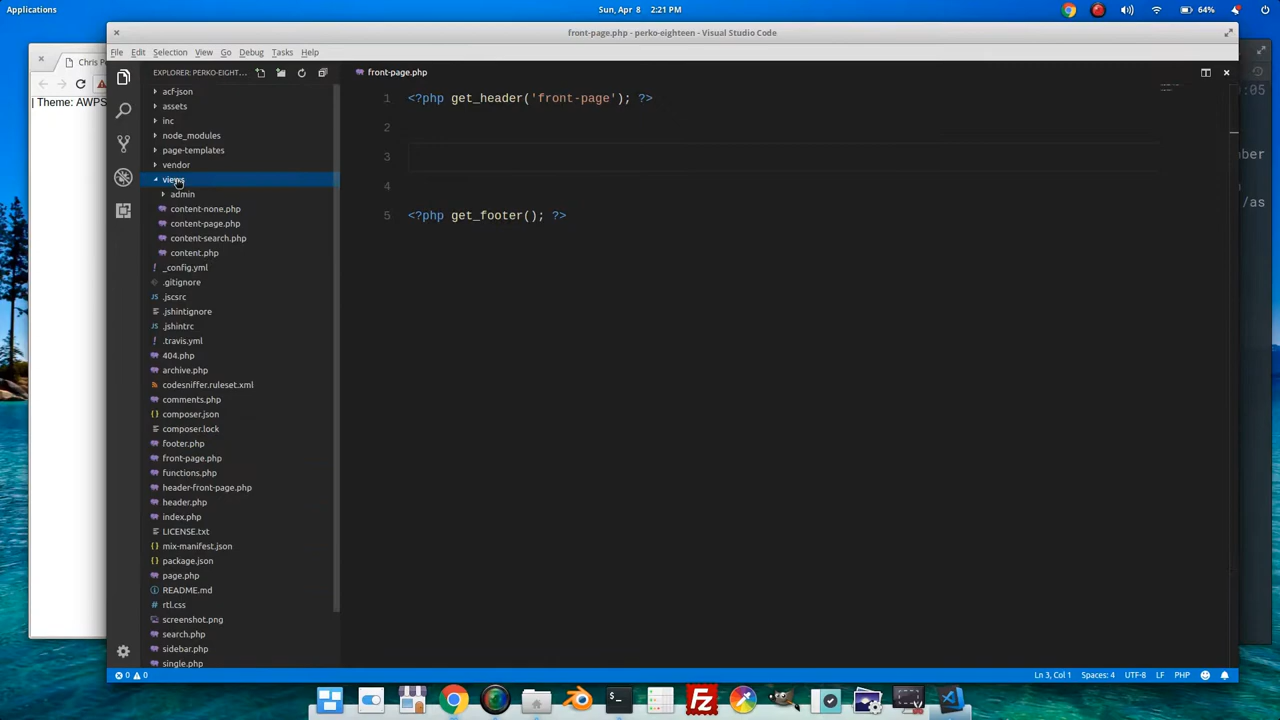 Applications
Sun, Apr 8 2:21 PM
64%
front-page.php - perko-eighteen - Visual Studio Code
File Edit Selection View Go Debug Tasks Help
Chris P
| Theme: AWPS
EXPLORER: PERKO-EIGHT...
front-page.php
acf-json
assets
inc
node_modules
page-templates
vendor
views
admin
content-none.php
content-page.php
content-search.php
content.php
_config.yml
.gitignore
.jscsrc
.jshintignore
.jshintrc
.travis.yml
404.php
archive.php
codesniffer.ruleset.xml
comments.php
composer.json
composer.lock
footer.php
front-page.php
functions.php
header-front-page.php
header.php
index.php
LICENSE.txt
mix-manifest.json
package.json
page.php
README.md
rtl.css
screenshot.png
search.php
sidebar.php
single.php
1 <?php get_header('front-page'); ?>
2
3
4
5 <?php get_footer(); ?>
:05
mber
/as
0 0
Ln 3, Col 1 Spaces: 4 UTF-8 LF PHP